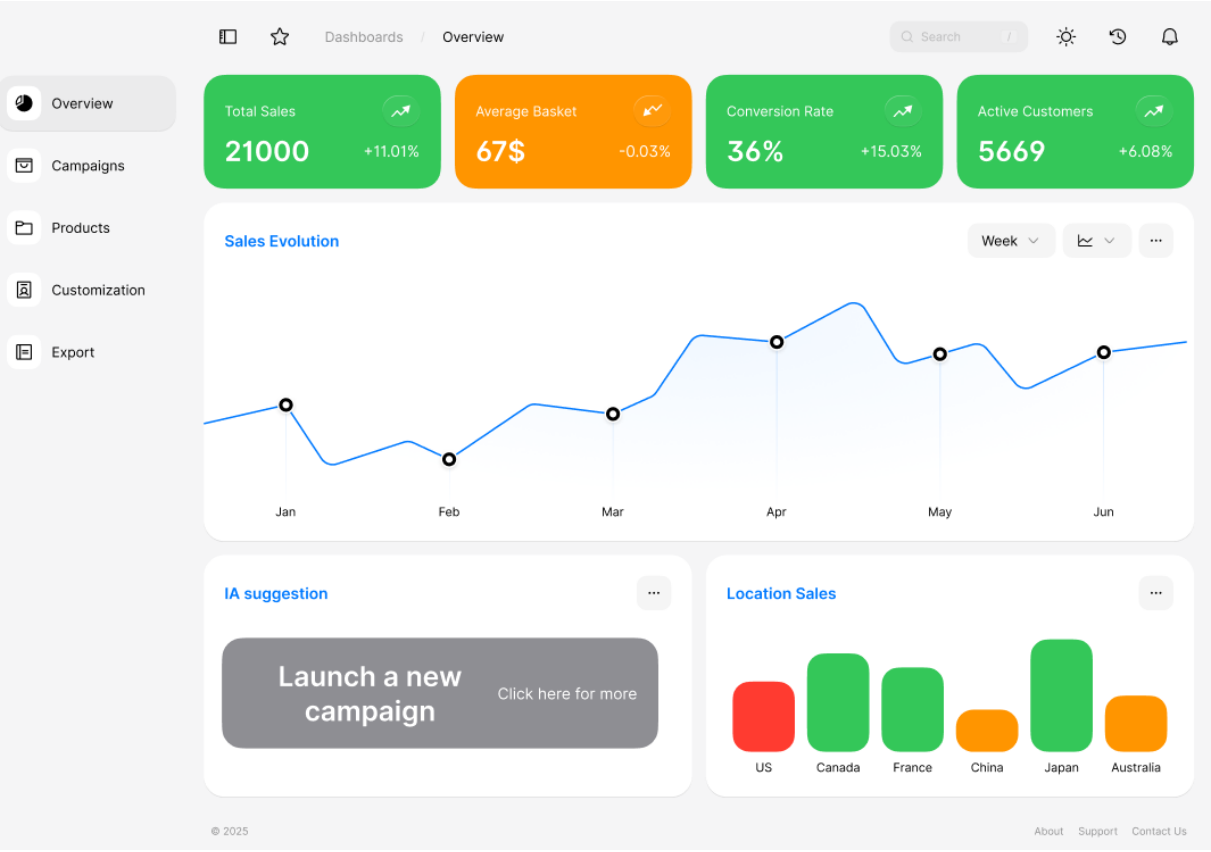 Dashboards / Overview
Search /
Overview
Campaigns
Products
Customization
Export
Total Sales
21000 +11.01%
Average Basket
67$ -0.03%
Conversion Rate
36% +15.03%
Active Customers
5669 +6.08%
Sales Evolution
Week
Jan Feb Mar Apr May Jun
IA suggestion
Launch a new
campaign
Click here for more
Location Sales
US Canada France China Japan Australia
© 2025
About Support Contact Us